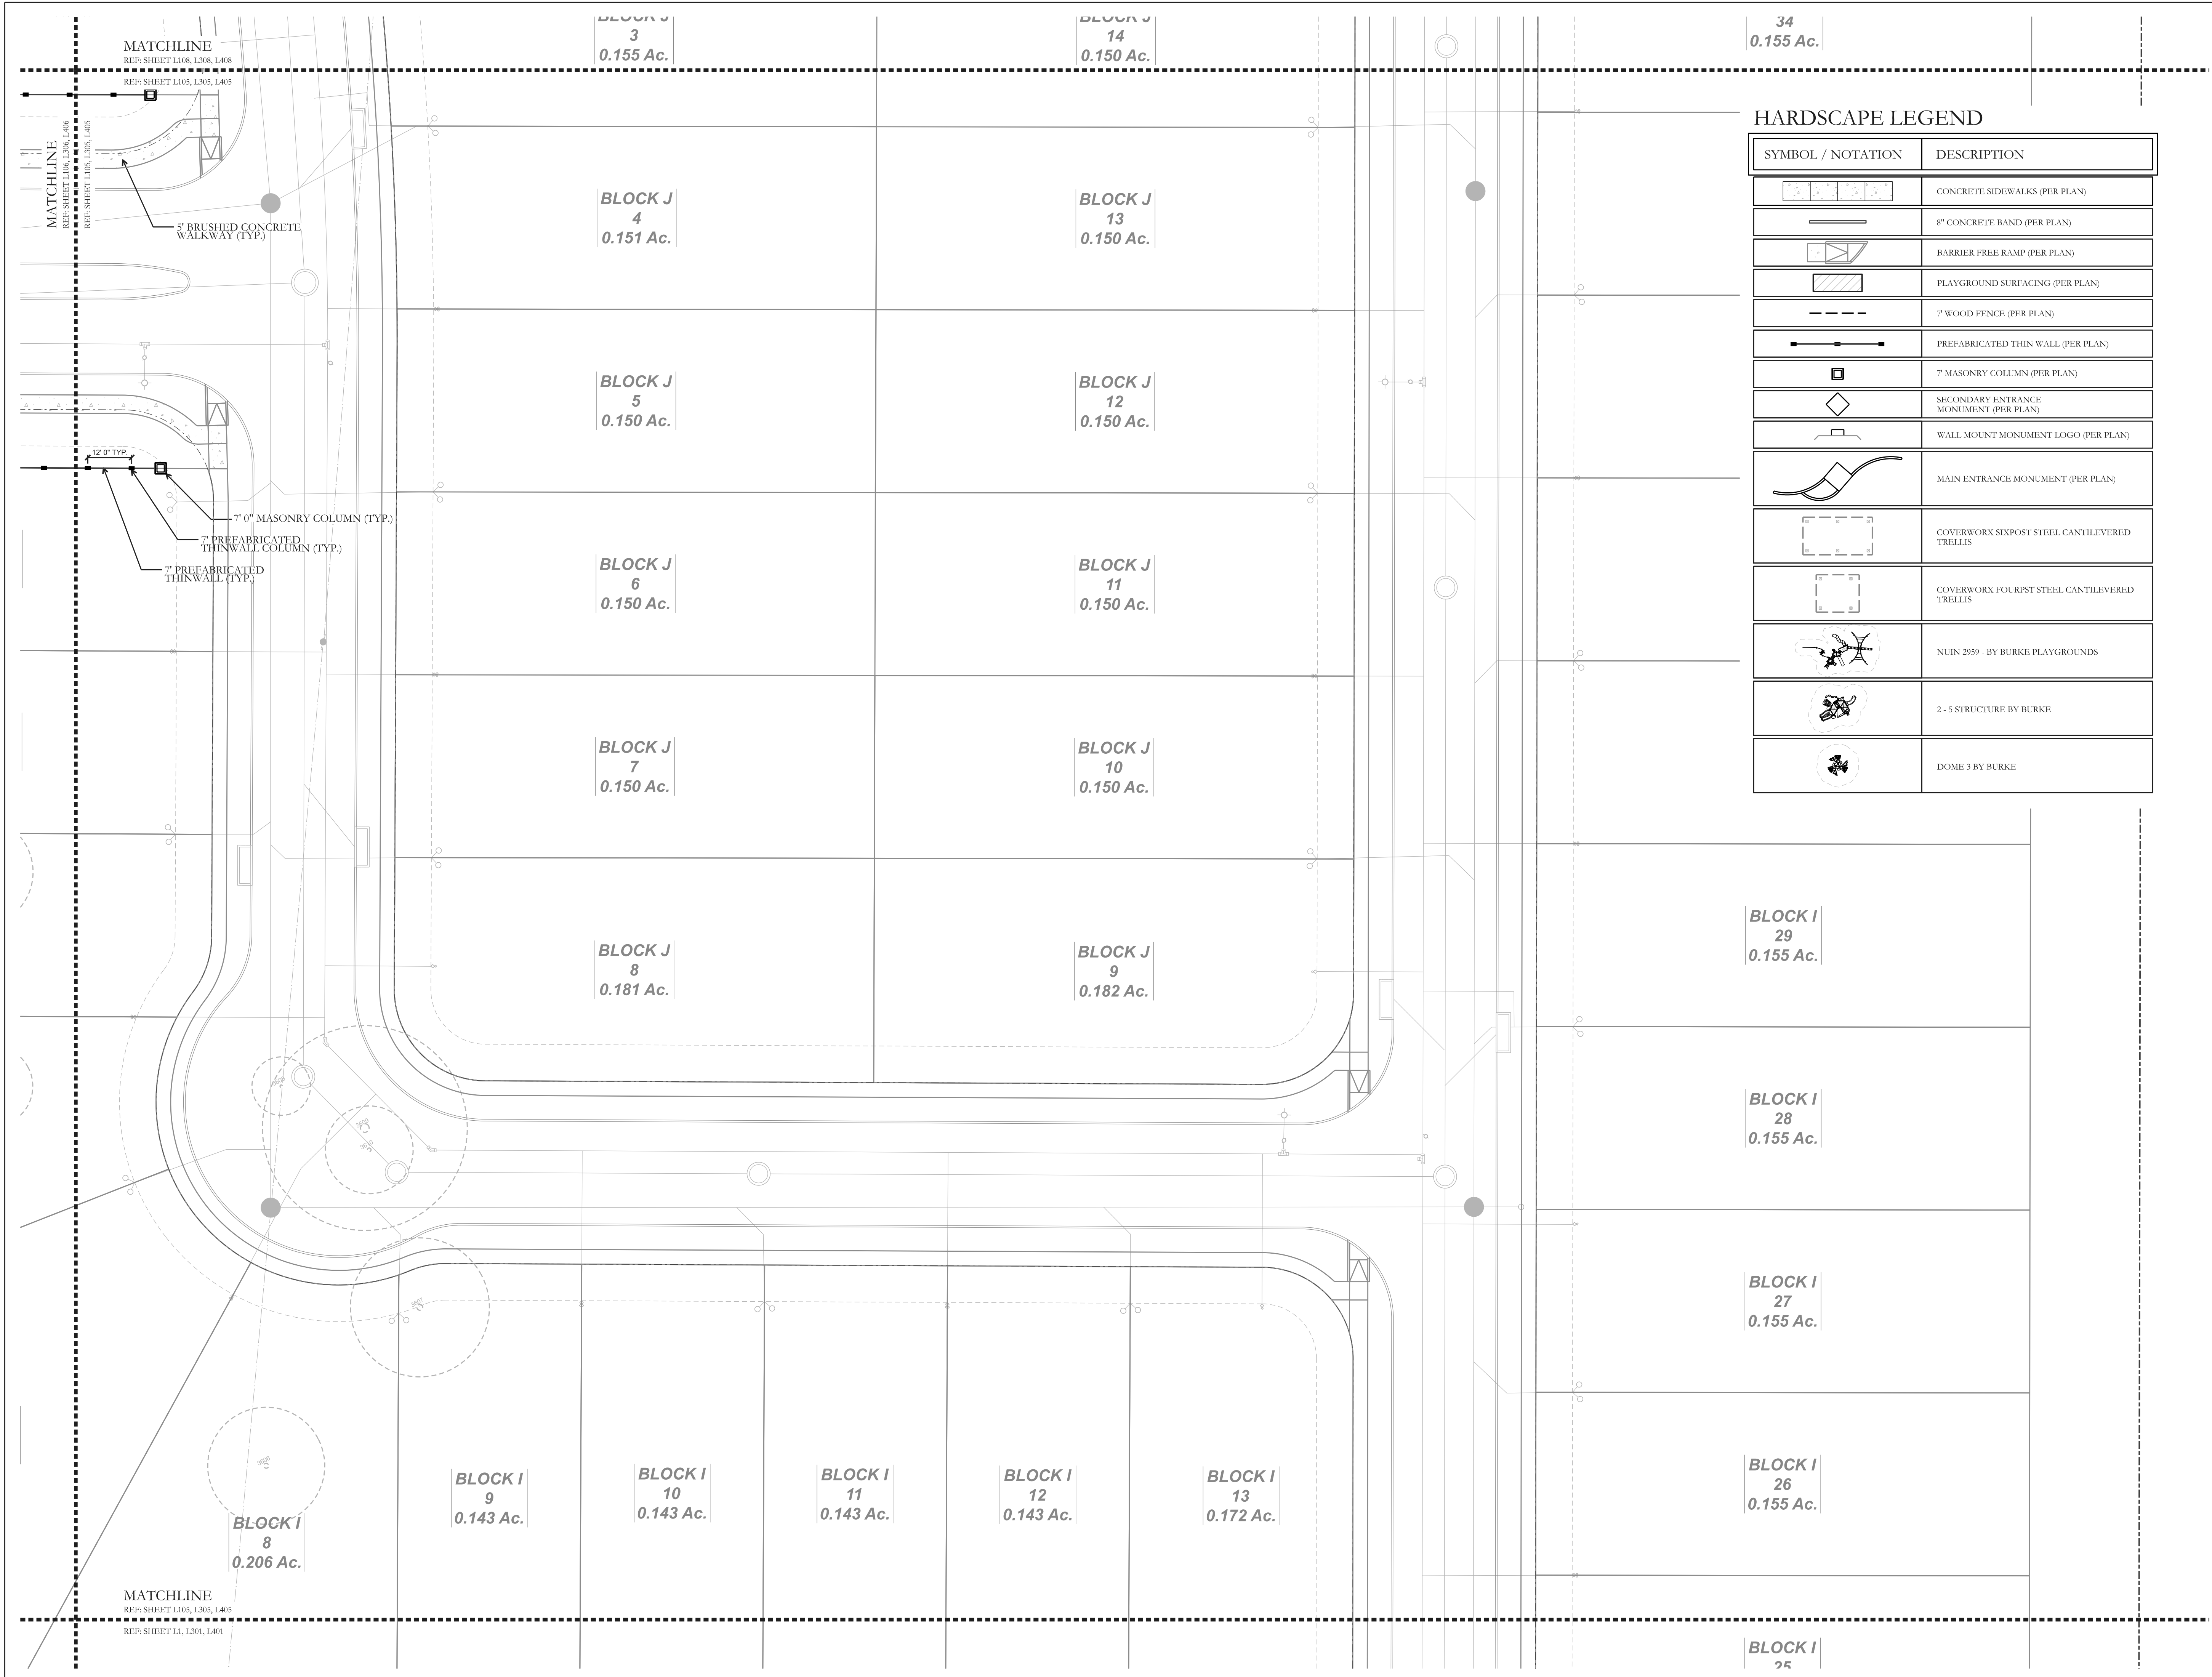 BLOCK J
3
0.155 Ac.
BLOCK J
14
0.150 Ac.
34
0.155 Ac.
MATCHLINE
REF: SHEET L108, L308, L408
REF: SHEET L105, L305, L405
MATCHLINE
REF: SHEET L106, L306, L406
REF: SHEET L105, L305, L405
5' BRUSHED CONCRETE
WALKWAY (TYP.)
12' 0" TYP.
7' 0" MASONRY COLUMN (TYP.)
7' PREFABRICATED
THINWALL COLUMN (TYP.)
7' PREFABRICATED
THINWALL (TYP.)
BLOCK J
4
0.151 Ac.
BLOCK J
13
0.150 Ac.
BLOCK J
5
0.150 Ac.
BLOCK J
12
0.150 Ac.
BLOCK J
6
0.150 Ac.
BLOCK J
11
0.150 Ac.
BLOCK J
7
0.150 Ac.
BLOCK J
10
0.150 Ac.
BLOCK J
8
0.181 Ac.
BLOCK J
9
0.182 Ac.
HARDSCAPE LEGEND
SYMBOL / NOTATION DESCRIPTION
CONCRETE SIDEWALKS (PER PLAN)
8" CONCRETE BAND (PER PLAN)
BARRIER FREE RAMP (PER PLAN)
PLAYGROUND SURFACING (PER PLAN)
7' WOOD FENCE (PER PLAN)
PREFABRICATED THIN WALL (PER PLAN)
7' MASONRY COLUMN (PER PLAN)
SECONDARY ENTRANCE
MONUMENT (PER PLAN)
WALL MOUNT MONUMENT LOGO (PER PLAN)
MAIN ENTRANCE MONUMENT (PER PLAN)
COVERWORX SIXPOST STEEL CANTILEVERED
TRELLIS
COVERWORX FOURPST STEEL CANTILEVERED
TRELLIS
NUIN 2959 - BY BURKE PLAYGROUNDS
2 - 5 STRUCTURE BY BURKE
DOME 3 BY BURKE
BLOCK I
29
0.155 Ac.
BLOCK I
28
0.155 Ac.
BLOCK I
27
0.155 Ac.
BLOCK I
26
0.155 Ac.
BLOCK I
25
BLOCK I
8
0.206 Ac.
BLOCK I
9
0.143 Ac.
BLOCK I
10
0.143 Ac.
BLOCK I
11
0.143 Ac.
BLOCK I
12
0.143 Ac.
BLOCK I
13
0.172 Ac.
MATCHLINE
REF: SHEET L105, L305, L405
REF: SHEET L1, L301, L401